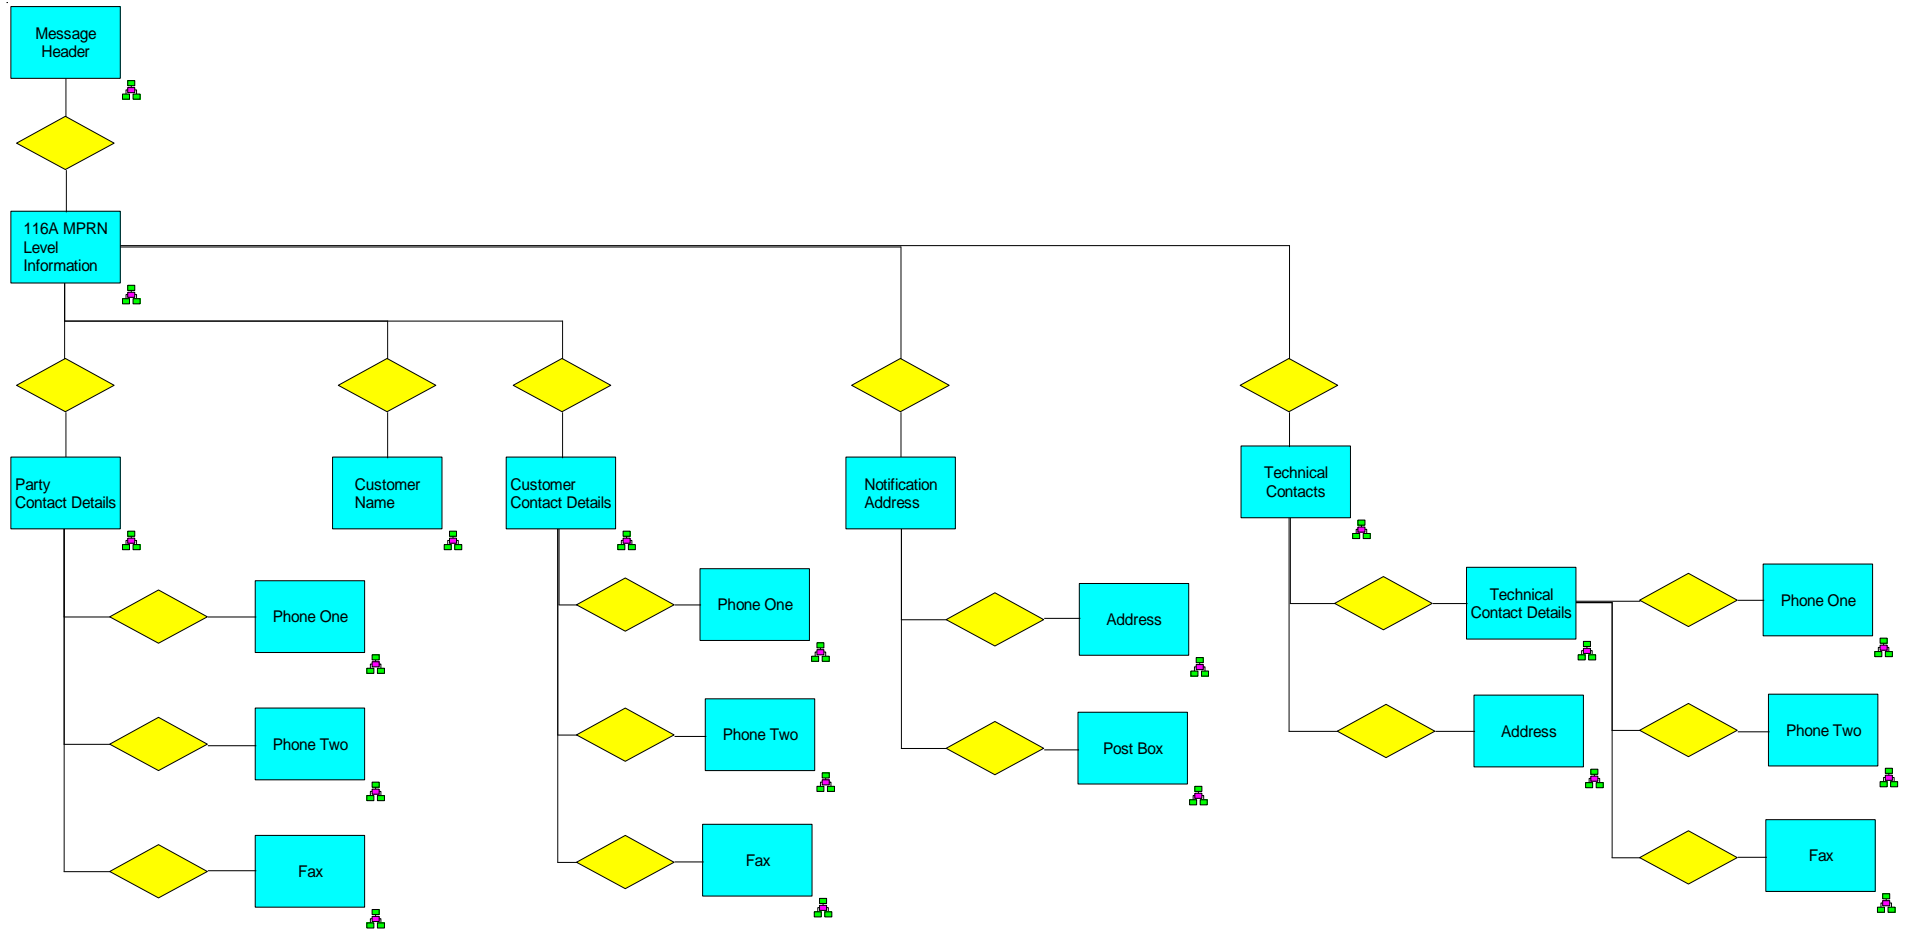 Message
Header
116A MPRN
Level
Information
Party
Contact Details
Customer
Name
Customer
Contact Details
Notification
Address
Technical
Contacts
Phone One
Phone One
Address
Technical
Contact Details
Phone One
Phone Two
Phone Two
Post Box
Address
Phone Two
Fax
Fax
Fax